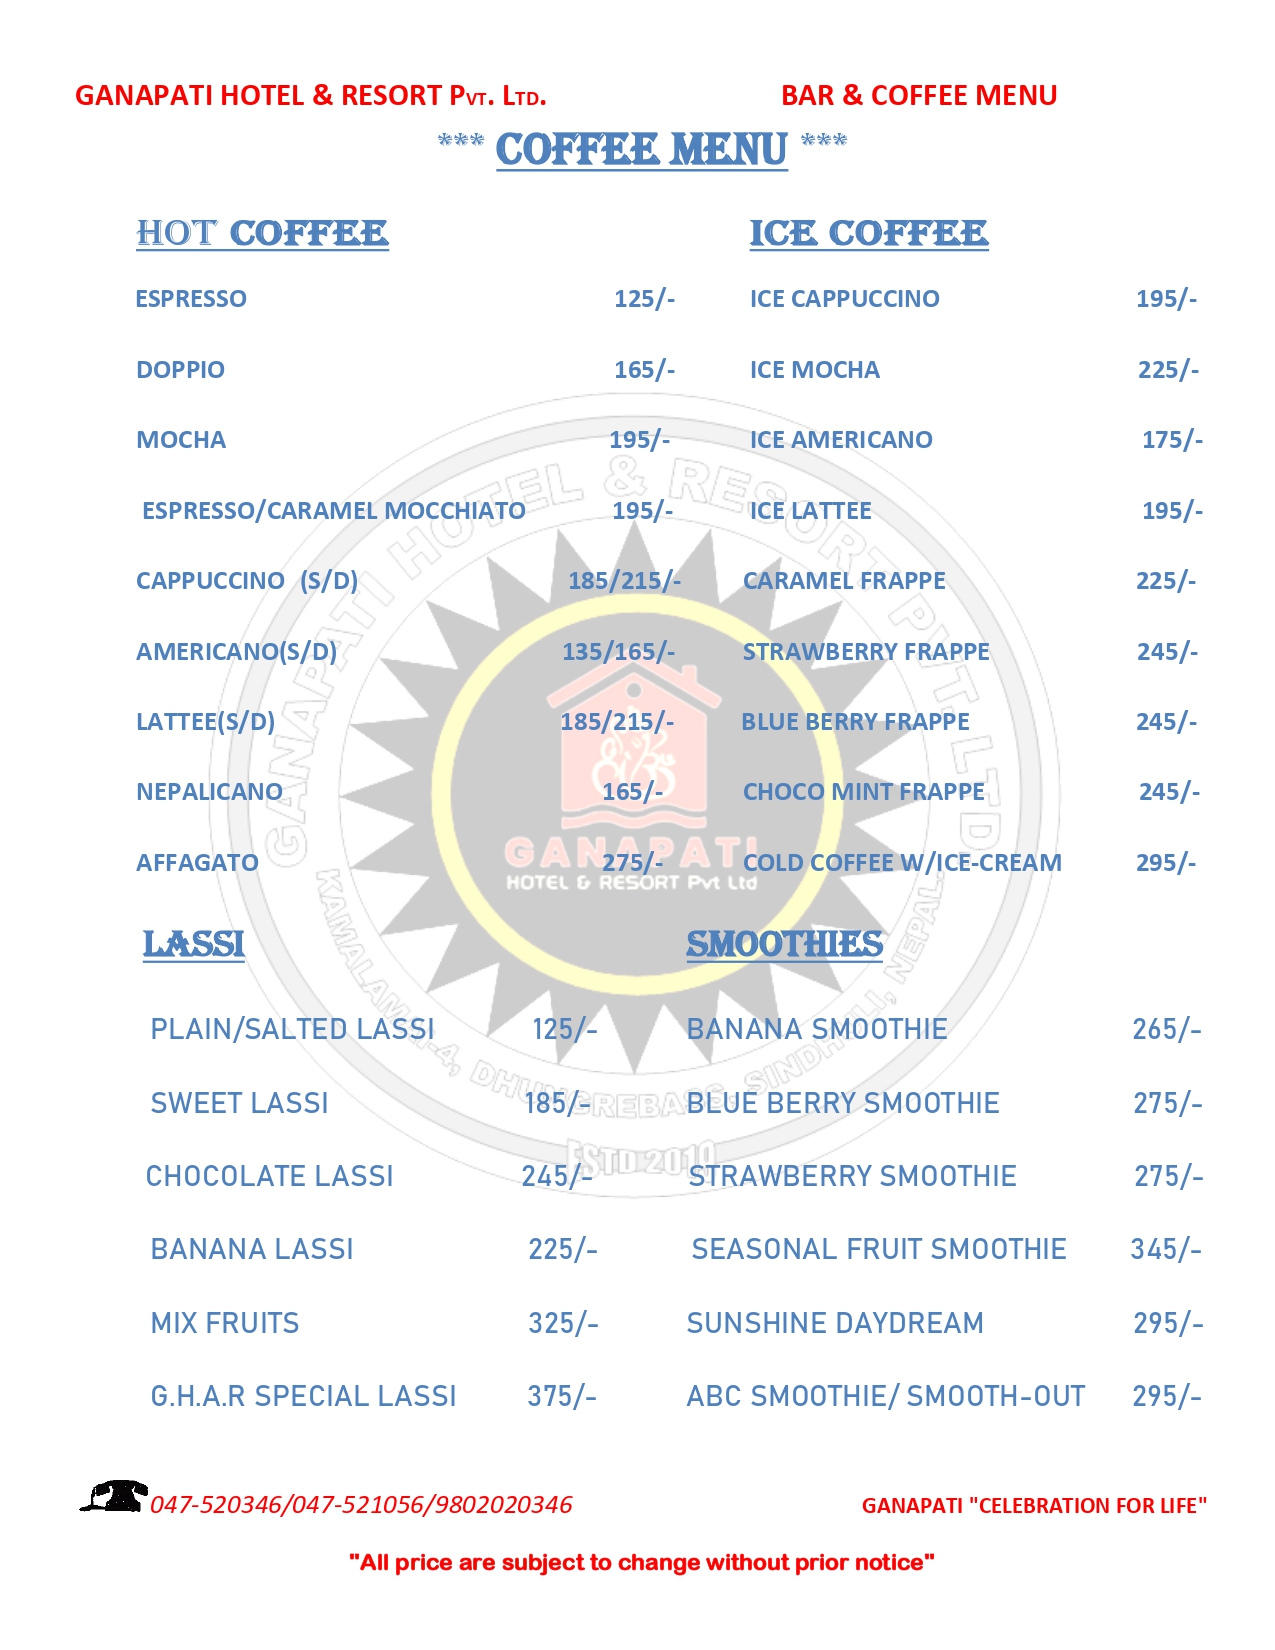 GANAPATI HOTEL & RESORT PVT. LTD. BAR & COFFEE MENU
*** COFFEE MENU ***
HOT COFFEE
ESPRESSO 125/-
DOPPIO 165/-
MOCHA 195/-
ESPRESSO/CARAMEL MOCCHIATO 195/-
CAPPUCCINO (S/D) 185/215/-
AMERICANO(S/D) 135/165/-
LATTEE(S/D) 185/215/-
NEPALICANO 165/-
AFFAGATO 275/-
ICE COFFEE
ICE CAPPUCCINO 195/-
ICE MOCHA 225/-
ICE AMERICANO 175/-
ICE LATTEE 195/-
CARAMEL FRAPPE 225/-
STRAWBERRY FRAPPE 245/-
BLUE BERRY FRAPPE 245/-
CHOCO MINT FRAPPE 245/-
COLD COFFEE W/ICE-CREAM 295/-
LASSI
PLAIN/SALTED LASSI 125/-
SWEET LASSI 185/-
CHOCOLATE LASSI 245/-
BANANA LASSI 225/-
MIX FRUITS 325/-
G.H.A.R SPECIAL LASSI 375/-
SMOOTHIES
BANANA SMOOTHIE 265/-
BLUE BERRY SMOOTHIE 275/-
STRAWBERRY SMOOTHIE 275/-
SEASONAL FRUIT SMOOTHIE 345/-
SUNSHINE DAYDREAM 295/-
ABC SMOOTHIE/ SMOOTH-OUT 295/-
GANAPATI HOTEL & RESORT PVT. LTD.
GANAPATI
HOTEL & RESORT Pvt Ltd
DHUNGREBASS, SINDHULI, NEPAL.
047-520346/047-521056/9802020346 GANAPATI "CELEBRATION FOR LIFE"
"All price are subject to change without prior notice"